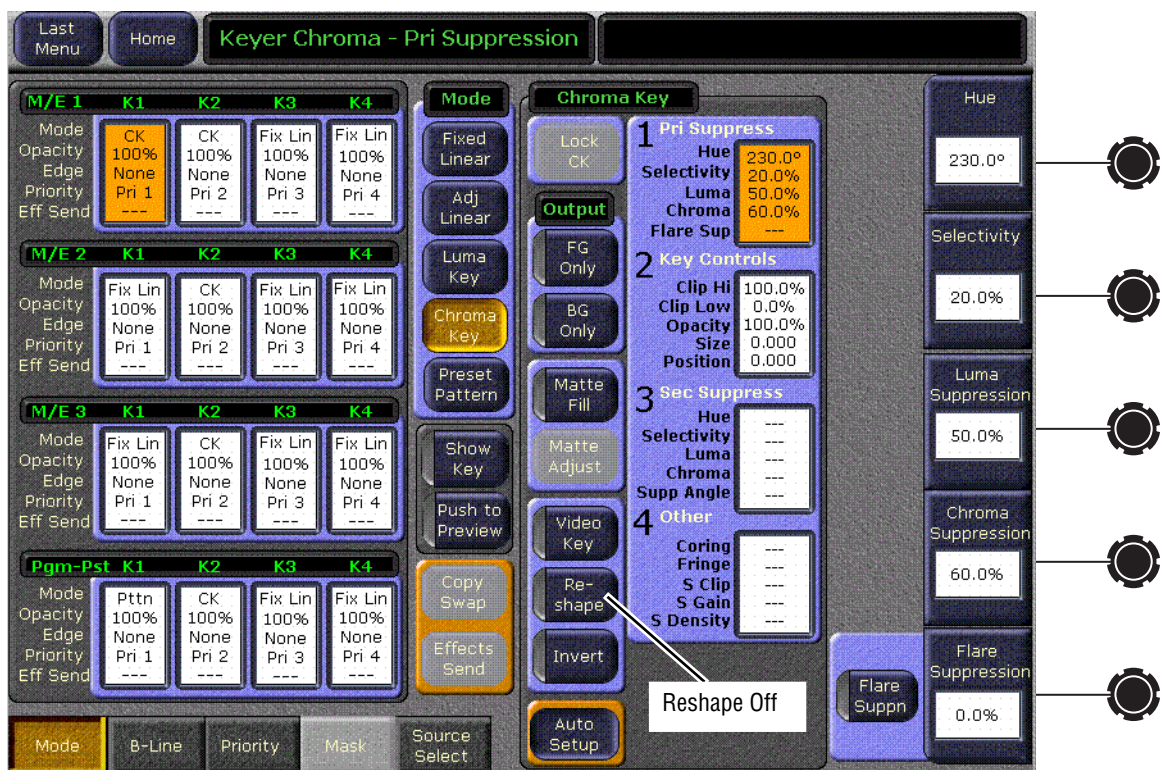 Last Menu
Home
Keyer Chroma - Pri Suppression
M/E 1 K1 K2 K3 K4
Mode CK CK Fix Lin Fix Lin
Opacity 100% 100% 100% 100%
Edge None None None None
Priority Pri 1 Pri 2 Pri 3 Pri 4
Eff Send --- --- --- ---
M/E 2 K1 K2 K3 K4
Mode Fix Lin CK Fix Lin Fix Lin
Opacity 100% 100% 100% 100%
Edge None None None None
Priority Pri 1 Pri 2 Pri 3 Pri 4
Eff Send --- --- --- ---
M/E 3 K1 K2 K3 K4
Mode Fix Lin CK Fix Lin Fix Lin
Opacity 100% 100% 100% 100%
Edge None None None None
Priority Pri 1 Pri 2 Pri 3 Pri 4
Eff Send --- --- --- ---
Pgm-Pst K1 K2 K3 K4
Mode Pttn CK Fix Lin Fix Lin
Opacity 100% 100% 100% 100%
Edge None None None None
Priority Pri 1 Pri 2 Pri 3 Pri 4
Eff Send --- --- --- ---
Mode
Fixed
Linear
Adj
Linear
Luma
Key
Chroma
Key
Preset
Pattern
Show
Key
Push to
Preview
Copy
Swap
Effects
Send
Chroma Key
Lock
CK
Output
FG
Only
BG
Only
Matte
Fill
Matte
Adjust
Video
Key
Re-
shape
Invert
Auto
Setup
1 Pri Suppress
Hue 230.0º
Selectivity 20.0%
Luma 50.0%
Chroma 60.0%
Flare Sup ---
2 Key Controls
Clip Hi 100.0%
Clip Low 0.0%
Opacity 100.0%
Size 0.000
Position 0.000
3 Sec Suppress
Hue ---
Selectivity ---
Luma ---
Chroma ---
Supp Angle ---
4 Other
Coring ---
Fringe ---
S Clip ---
S Gain ---
S Density ---
Reshape Off
Flare
Suppn
Hue
230.0º
Selectivity
20.0%
Luma
Suppression
50.0%
Chroma
Suppression
60.0%
Flare
Suppression
0.0%
Mode
B-Line
Priority
Mask
Source
Select